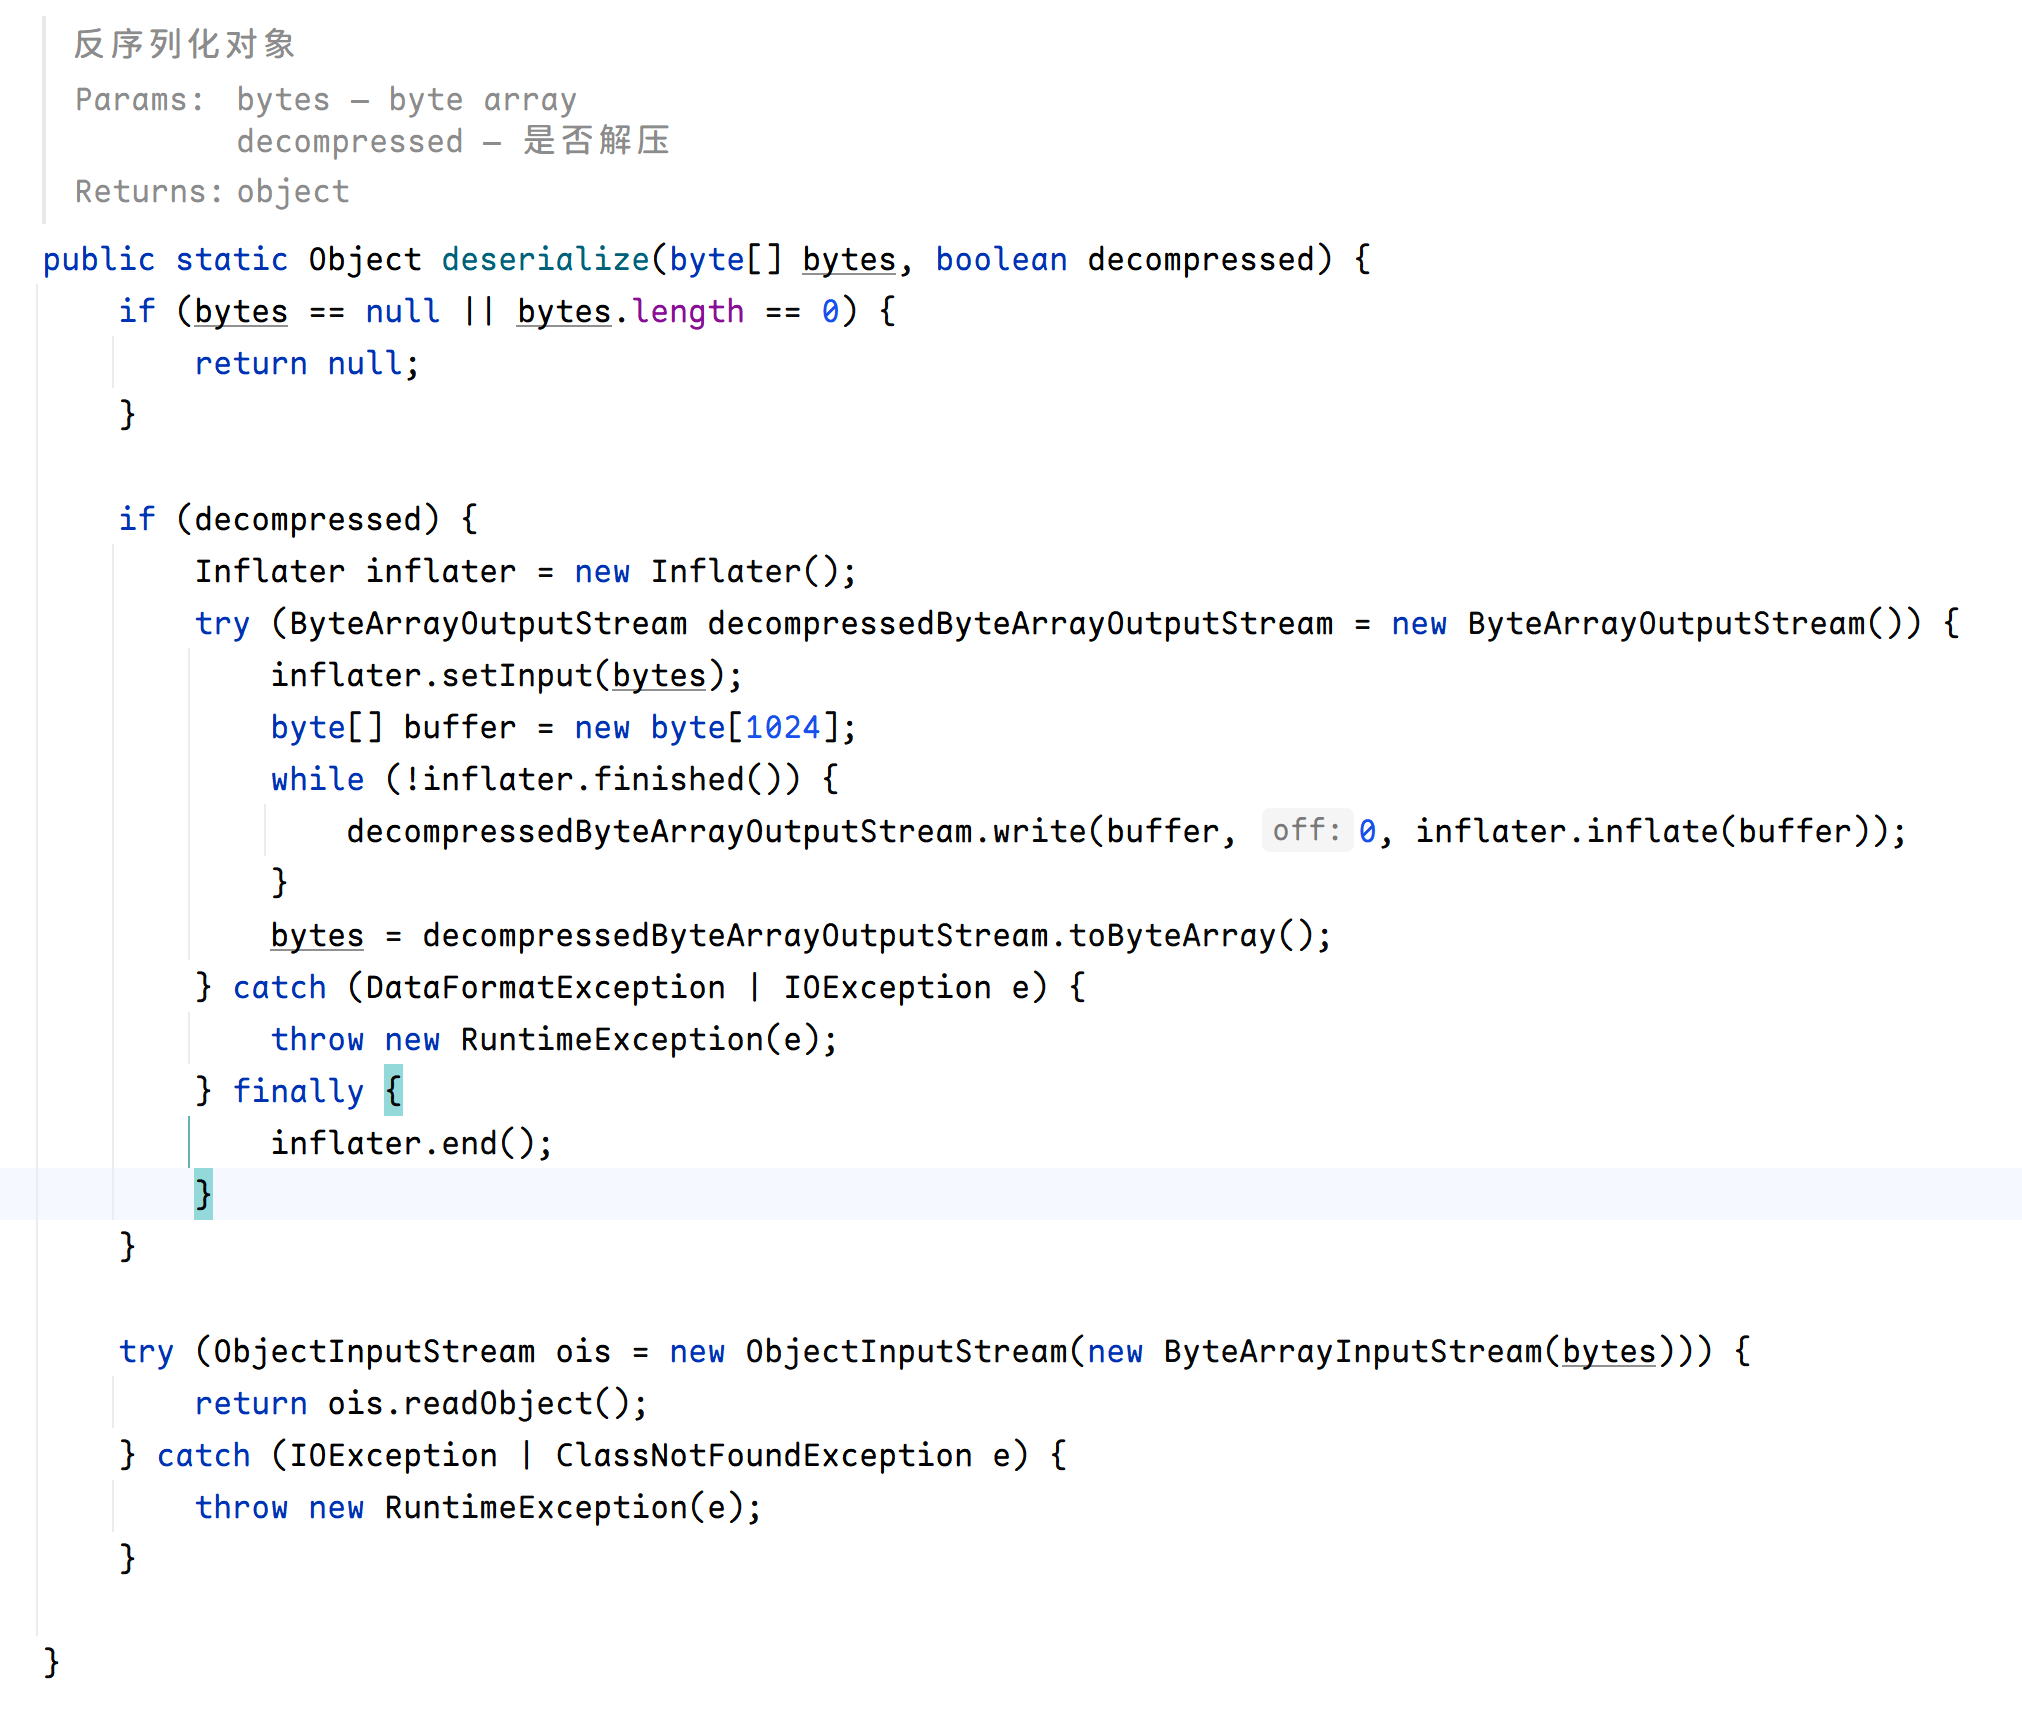 反序列化对象
Params: bytes – byte array
decompressed – 是否解压
Returns: object
public static Object deserialize(byte[] bytes, boolean decompressed) {
if (bytes == null || bytes.length == 0) {
return null;
}
if (decompressed) {
Inflater inflater = new Inflater();
try (ByteArrayOutputStream decompressedByteArrayOutputStream = new ByteArrayOutputStream()) {
inflater.setInput(bytes);
byte[] buffer = new byte[1024];
while (!inflater.finished()) {
decompressedByteArrayOutputStream.write(buffer, off: 0, inflater.inflate(buffer));
}
bytes = decompressedByteArrayOutputStream.toByteArray();
} catch (DataFormatException | IOException e) {
throw new RuntimeException(e);
} finally {
inflater.end();
}
}
try (ObjectInputStream ois = new ObjectInputStream(new ByteArrayInputStream(bytes))) {
return ois.readObject();
} catch (IOException | ClassNotFoundException e) {
throw new RuntimeException(e);
}
}